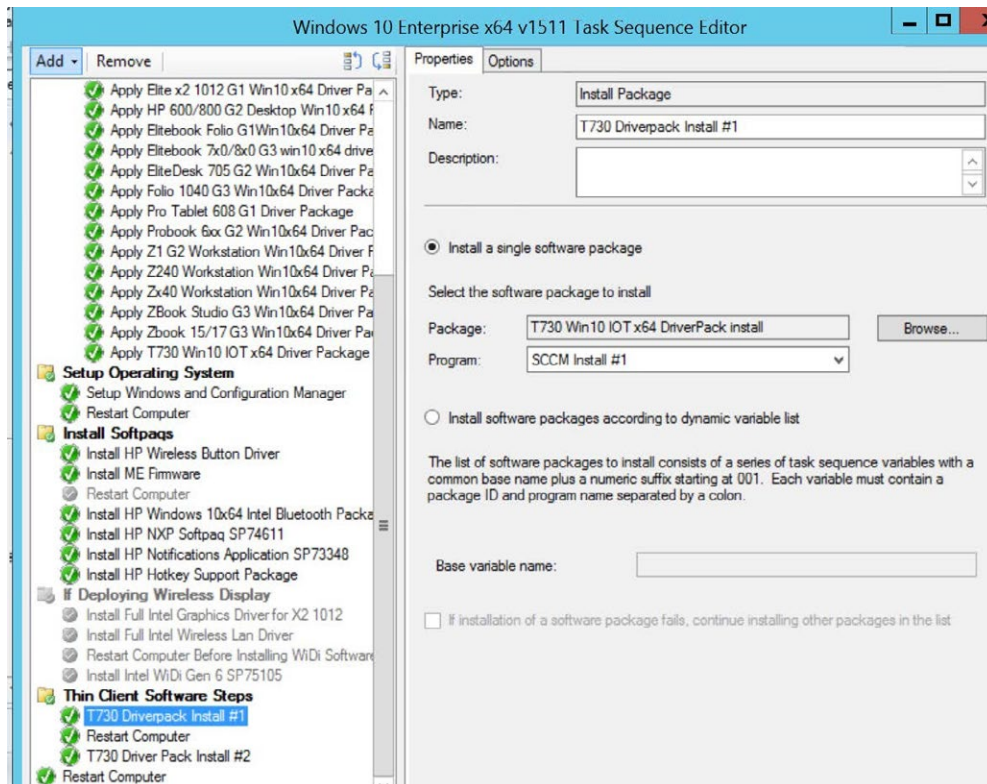 Windows 10 Enterprise x64 v1511 Task Sequence Editor
Add
Remove
Apply Elite x2 1012 G1 Win10 x64 Driver Pa
Apply HP 600/800 G2 Desktop Win10 x64
Apply Elitebook Folio G1Win10x64 Driver Pa
Apply Elitebook 7x0/8x0 G3 win10 x64 drive
Apply EliteDesk 705 G2 Win10x64 Driver Pa
Apply Folio 1040 G3 Win10x64 Driver Packa
Apply Pro Tablet 608 G1 Driver Package
Apply Probook 6xx G2 Win10x64 Driver Pac
Apply Z1 G2 Workstation Win10x64 Driver F
Apply Z240 Workstation Win10x64 Driver Pa
Apply Zx40 Workstation Win10x64 Driver Pa
Apply ZBook Studio G3 Win10x64 Driver Pa
Apply Zbook 15/17 G3 Win10x64 Driver Pa
Apply T730 Win10 IOT x64 Driver Package
Setup Operating System
Setup Windows and Configuration Manager
Restart Computer
Install Softpaqs
Install HP Wireless Button Driver
Install ME Firmware
Restart Computer
Install HP Windows 10x64 Intel Bluetooth Packa
Install HP NXP Softpaq SP74611
Install HP Notifications Application SP73348
Install HP Hotkey Support Package
If Deploying Wireless Display
Install Full Intel Graphics Driver for X2 1012
Install Full Intel Wireless Lan Driver
Restart Computer Before Installing WiDi Software
Install Intel WiDi Gen 6 SP75105
Thin Client Software Steps
T730 Driverpack Install #1
Restart Computer
T730 Driver Pack Install #2
Restart Computer
Properties
Options
Type:
Install Package
Name:
T730 Driverpack Install #1
Description:
Install a single software package
Select the software package to install
Package:
T730 Win10 IOT x64 DriverPack install
Browse...
Program:
SCCM Install #1
Install software packages according to dynamic variable list
The list of software packages to install consists of a series of task sequence variables with a
common base name plus a numeric suffix starting at 001. Each variable must contain a
package ID and program name separated by a colon.
Base variable name:
If installation of a software package fails, continue installing other packages in the list